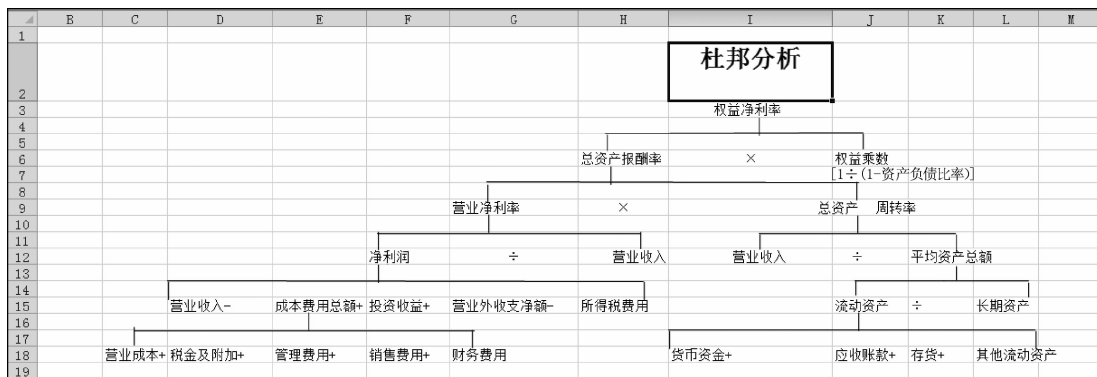 B C D E F G H I J K L M
1
2 杜邦分析
3 权益净利率
4
5
6 总资产报酬率 × 权益乘数
7 [1÷(1-资产负债比率)]
8
9 营业净利率 × 总资产 周转率
10
11
12 净利润 ÷ 营业收入 营业收入 ÷ 平均资产总额
13
14
15 营业收入- 成本费用总额+ 投资收益+ 营业外收支净额- 所得税费用 流动资产 ÷ 长期资产
16
17
18 营业成本+ 税金及附加+ 管理费用+ 销售费用+ 财务费用 货币资金+ 应收账款+ 存货+ 其他流动资产
19